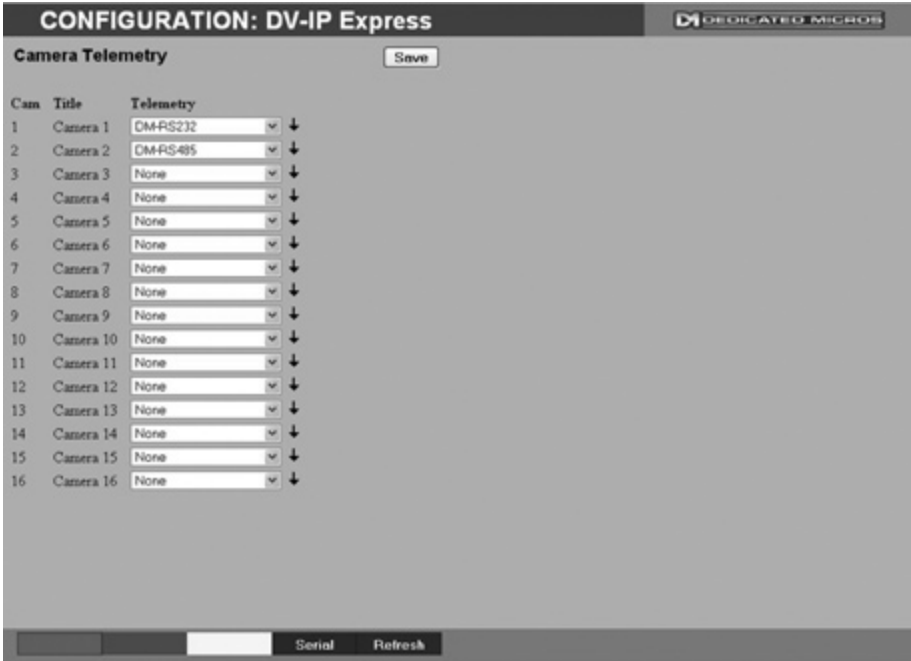 CONFIGURATION: DV-IP Express
DEDICATED MICROS
Camera Telemetry
Save
Cam Title Telemetry
1 Camera 1 DM-RS232
2 Camera 2 DM-RS485
3 Camera 3 None
4 Camera 4 None
5 Camera 5 None
6 Camera 6 None
7 Camera 7 None
8 Camera 8 None
9 Camera 9 None
10 Camera 10 None
11 Camera 11 None
12 Camera 12 None
13 Camera 13 None
14 Camera 14 None
15 Camera 15 None
16 Camera 16 None
Serial Refresh